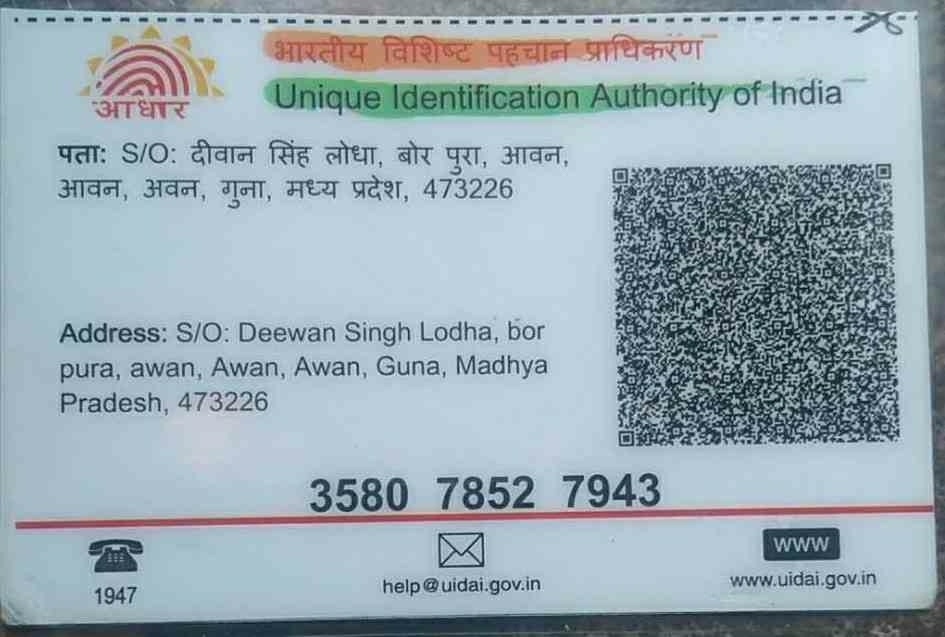 भारतीय विशिष्ट पहचान प्राधिकरण
Unique Identification Authority of India
आधार
पता: S/O: दीवान सिंह लोधा, बोर पुरा, आवन,
आवन, अवन, गुना, मध्य प्रदेश, 473226
Address: S/O: Deewan Singh Lodha, bor
pura, awan, Awan, Awan, Guna, Madhya
Pradesh, 473226
3580 7852 7943
1947
help@uidai.gov.in
WWW
www.uidai.gov.in